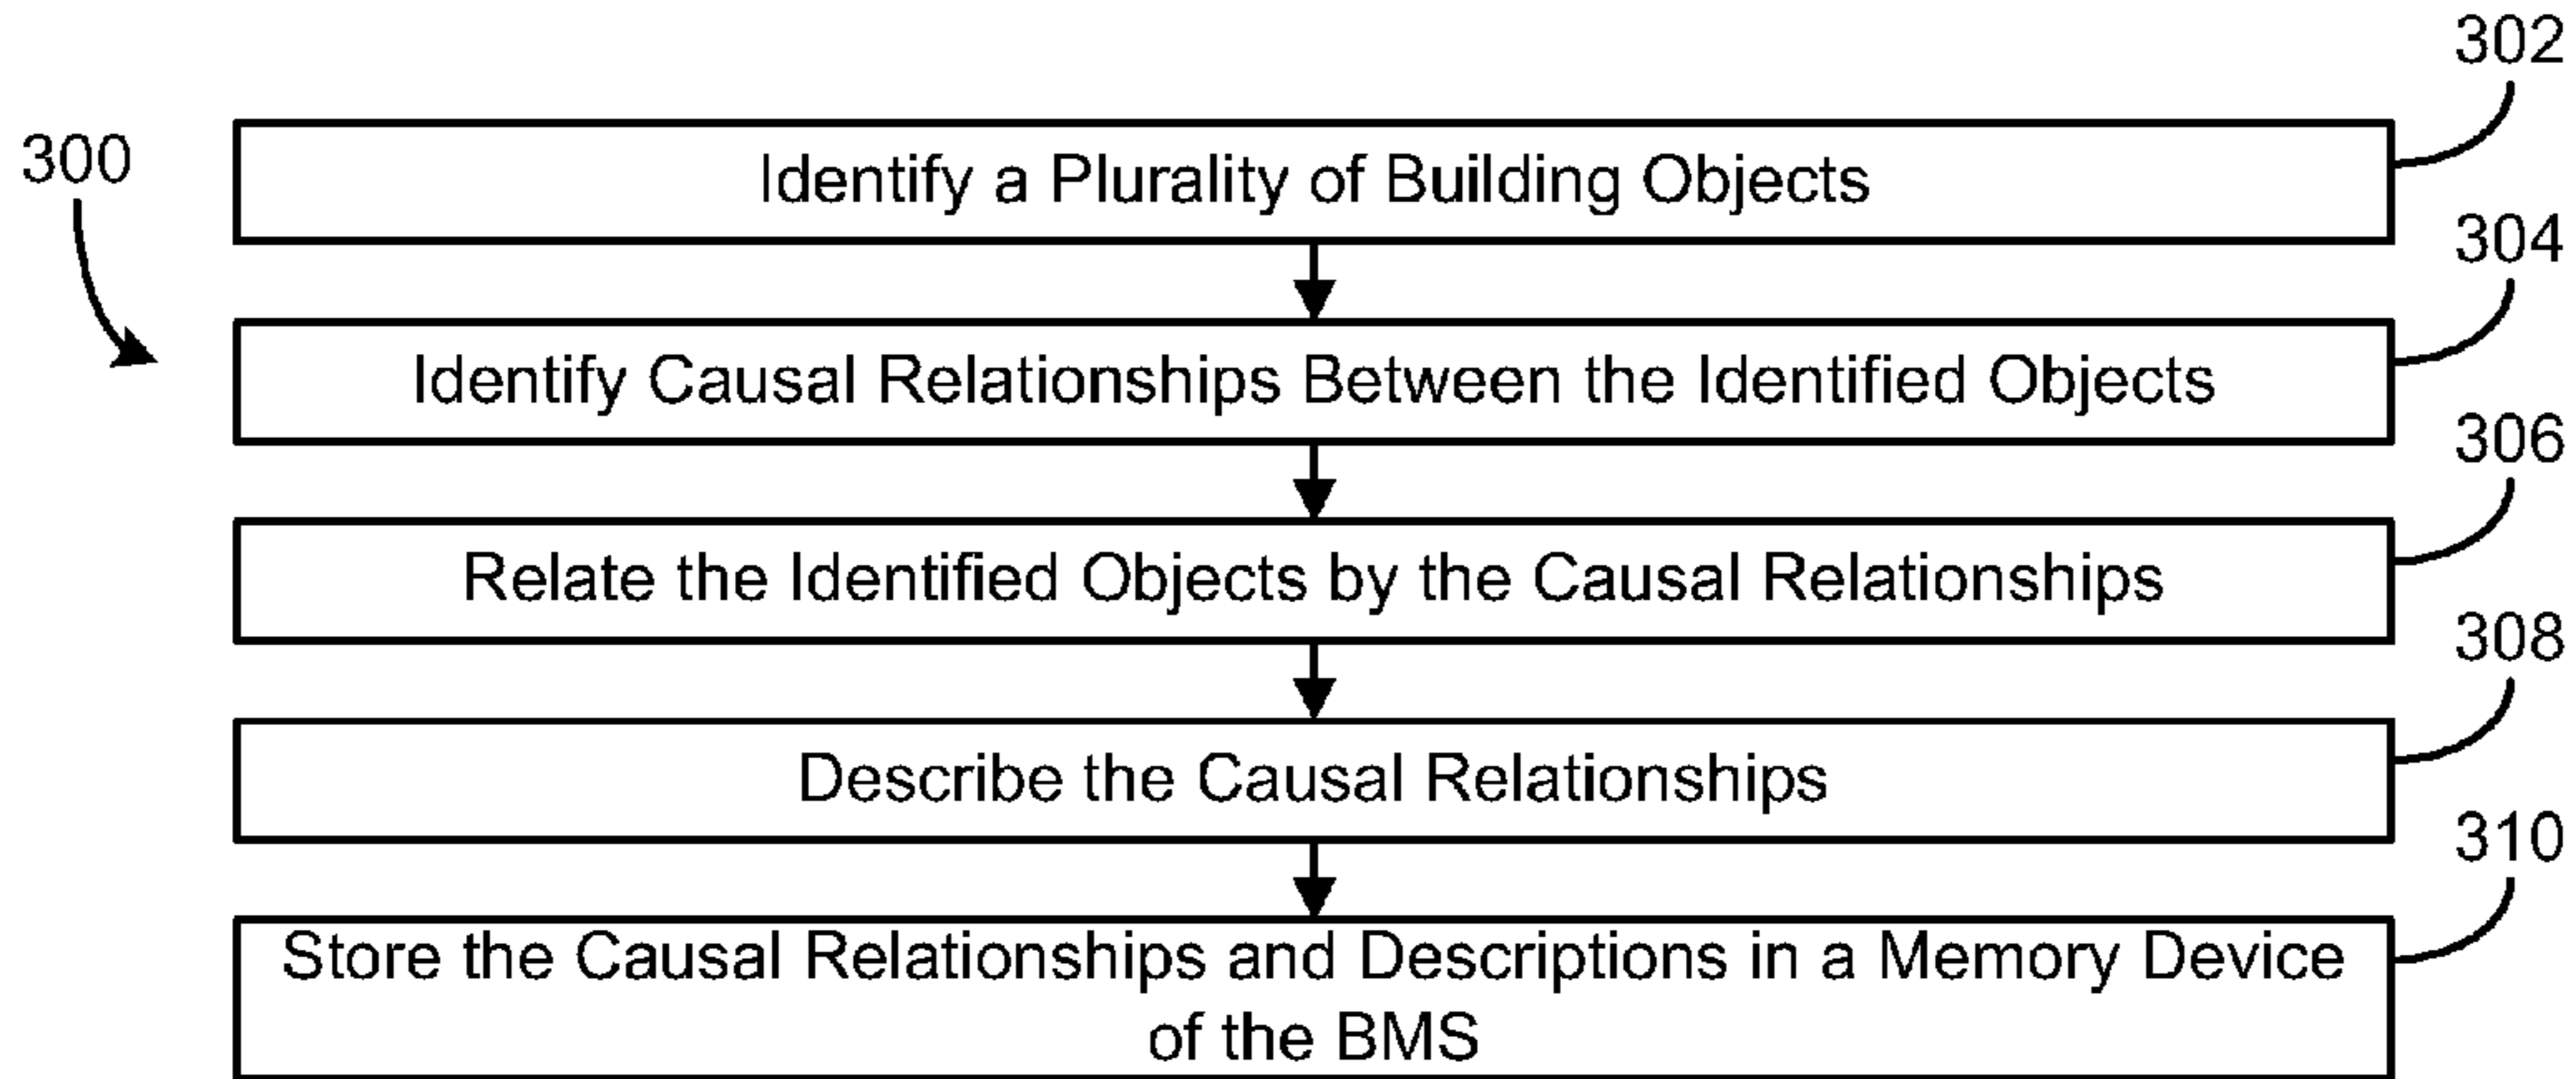 302
300
Identify a Plurality of Building Objects
304
Identify Causal Relationships Between the Identified Objects
306
Relate the Identified Objects by the Causal Relationships
308
Describe the Causal Relationships
310
Store the Causal Relationships and Descriptions in a Memory Device
of the BMS